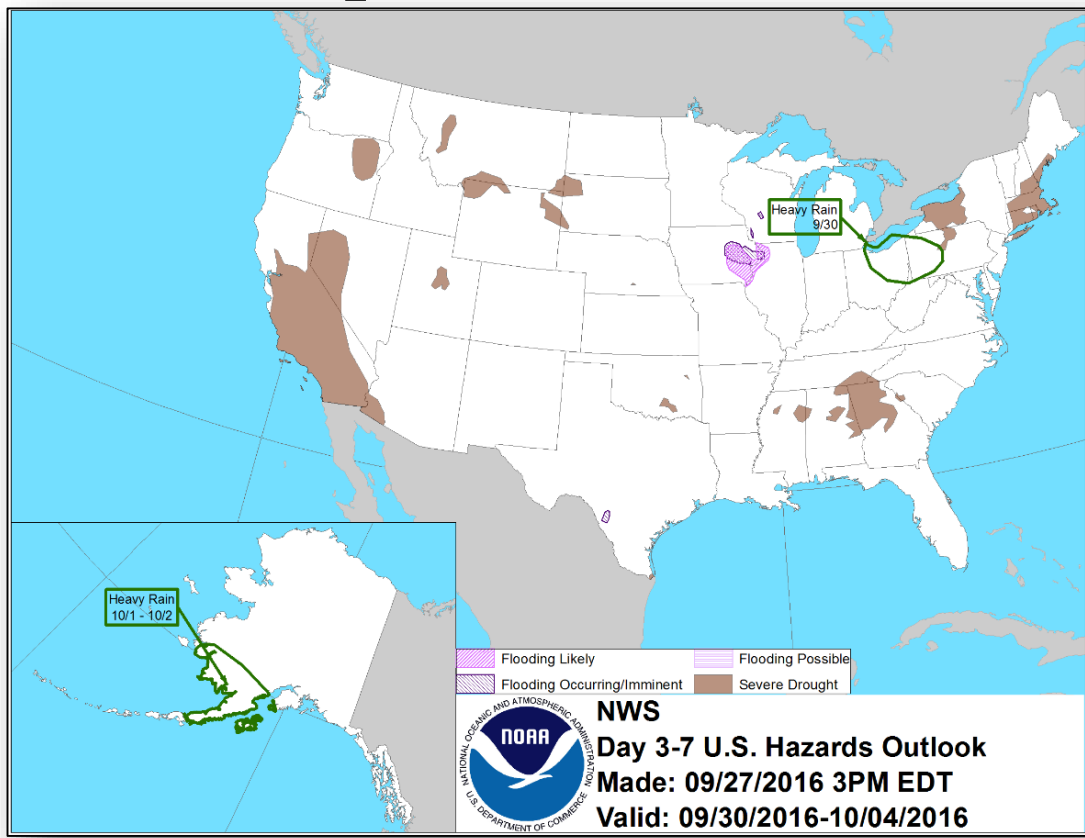 Heavy Rain
9/30
Heavy Rain
10/1 - 10/2
Flooding Likely
Flooding Possible
Flooding Occurring/Imminent
Severe Drought
NATIONAL OCEANIC AND ATMOSPHERIC ADMINISTRATION
NOAA
U.S. DEPARTMENT OF COMMERCE
NWS
Day 3-7 U.S. Hazards Outlook
Made: 09/27/2016 3PM EDT
Valid: 09/30/2016-10/04/2016